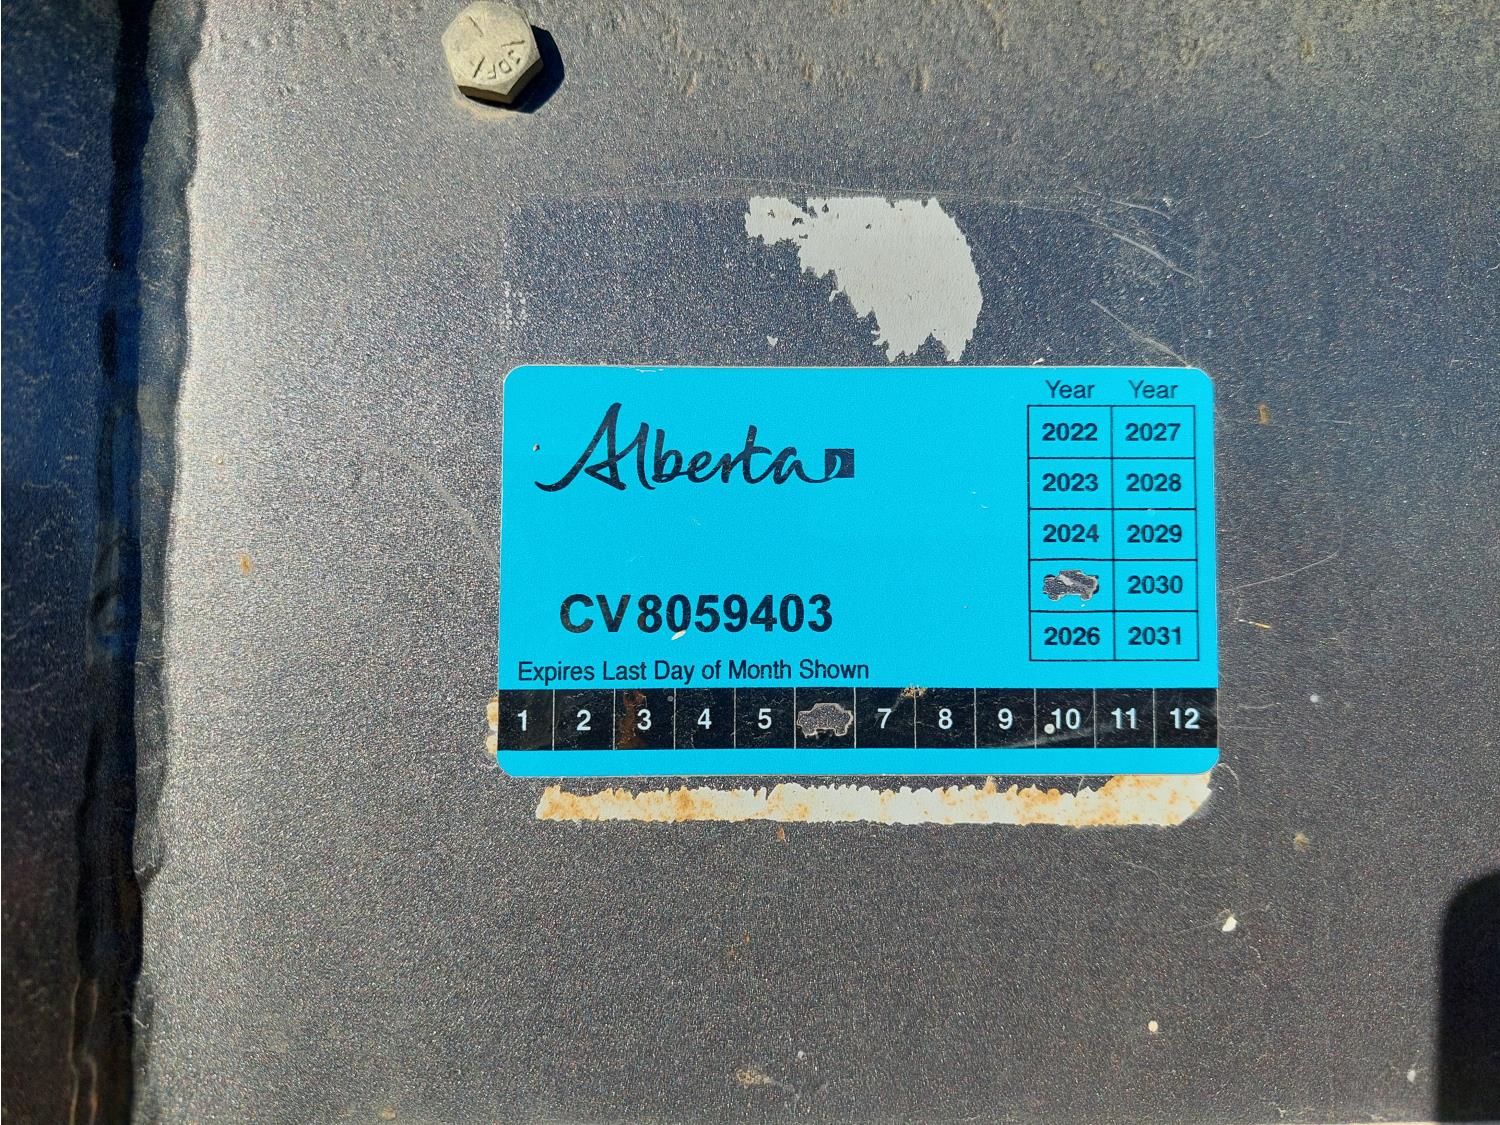 Alberta
CV8059403
Expires Last Day of Month Shown
Year Year
2022 2027
2023 2028
2024 2029
2030
2026 2031
1 2 3 4 5 7 8 9 10 11 12